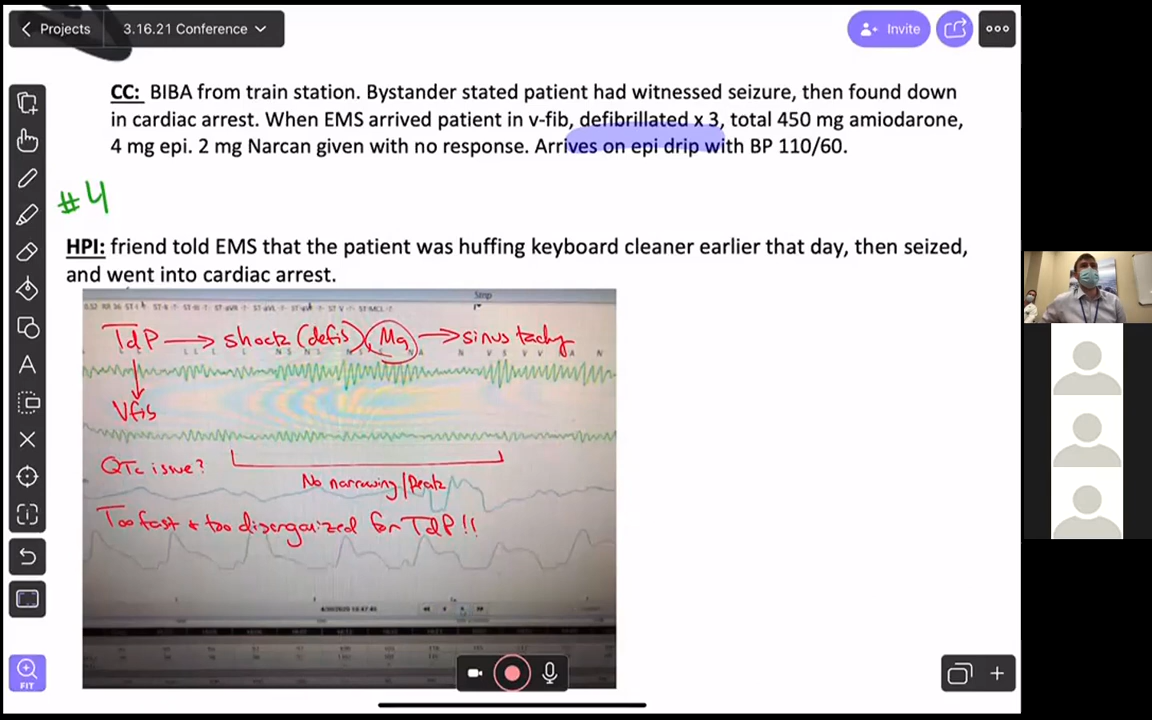 Projects
3.16.21 Conference
Invite
CC: BIBA from train station. Bystander stated patient had witnessed seizure, then found down
in cardiac arrest. When EMS arrived patient in v-fib, defibrillated x 3, total 450 mg amiodarone,
4 mg epi. 2 mg Narcan given with no response. Arrives on epi drip with BP 110/60.
#4
HPI: friend told EMS that the patient was huffing keyboard cleaner earlier that day, then seized,
and went into cardiac arrest.
Strip
TdP → shock (defib), Mg → sinus tachy
Vfib
QTc issue?
No narrowing/Peak
Too fast + too disorganized for TdP!!
A
FIT